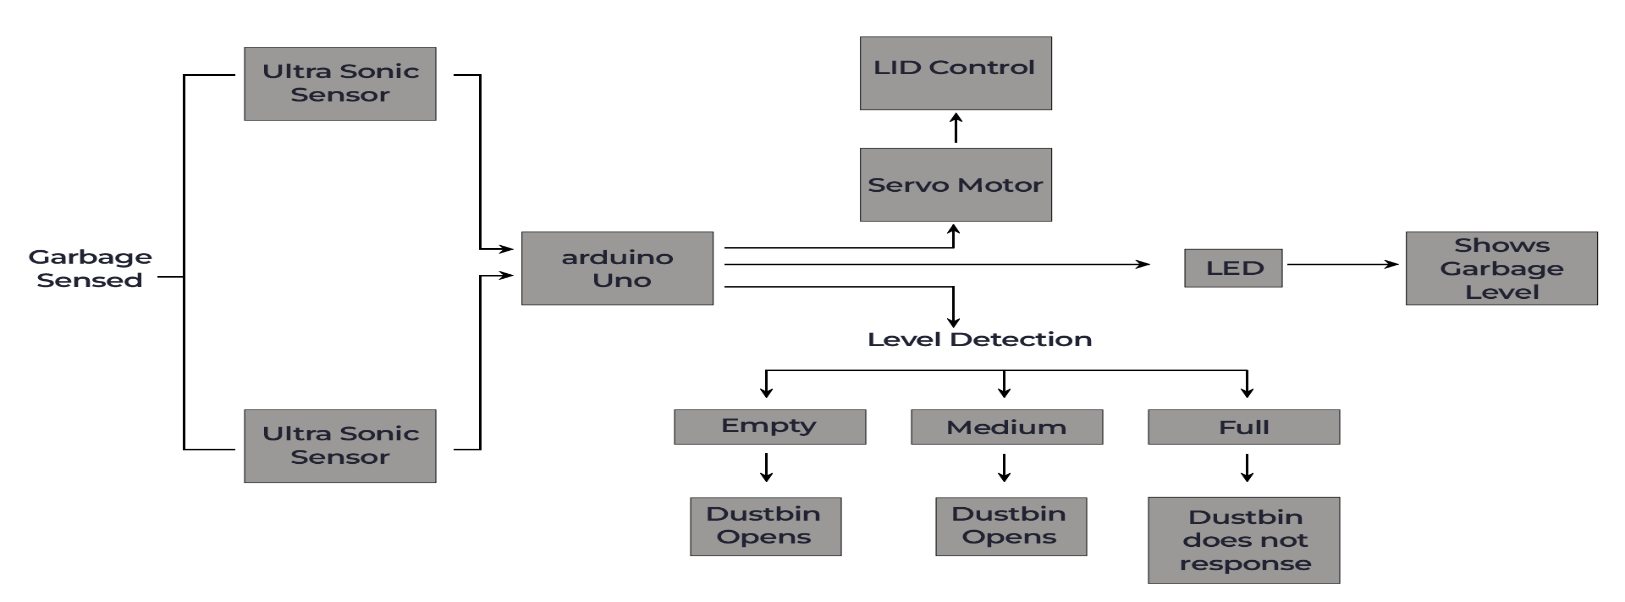 Garbage
Sensed
Ultra Sonic
Sensor
Ultra Sonic
Sensor
arduino
Uno
LID Control
Servo Motor
LED
Shows
Garbage
Level
Level Detection
Empty
Medium
Full
Dustbin
Opens
Dustbin
Opens
Dustbin
does not
response